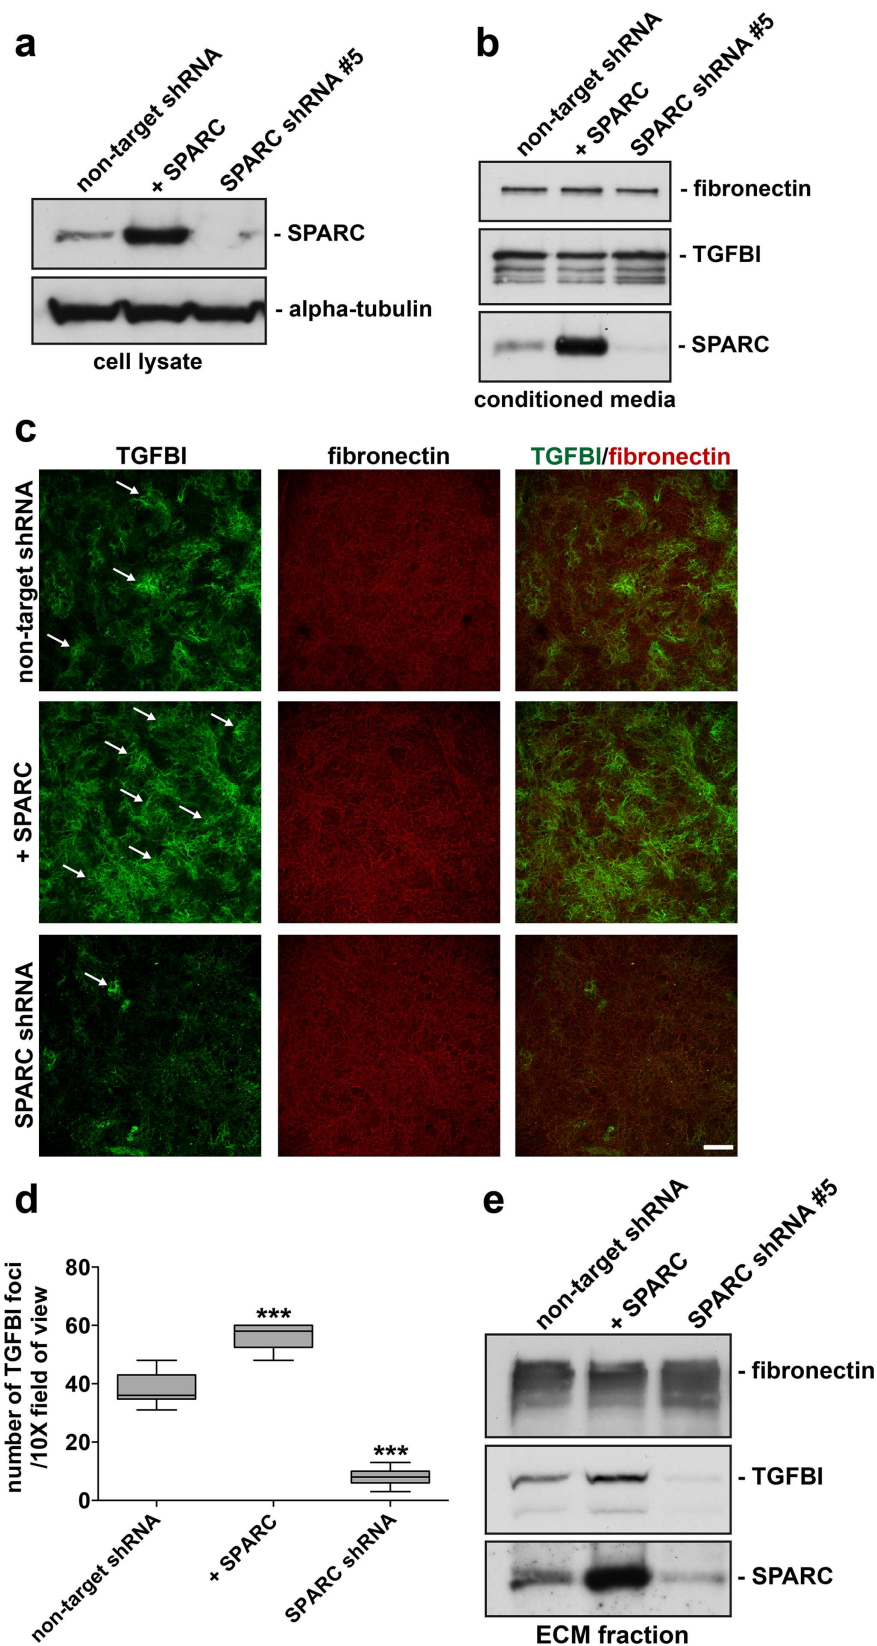 a
non-target shRNA
+ SPARC
SPARC shRNA #5
- SPARC
- alpha-tubulin
cell lysate
b
non-target shRNA
+ SPARC
SPARC shRNA #5
- fibronectin
- TGFBI
- SPARC
conditioned media
c
TGFBI
fibronectin
TGFBI/fibronectin
non-target shRNA
+ SPARC
SPARC shRNA
d
number of TGFBI foci
/10X field of view
80
60
40
20
0
***
***
non-target shRNA
+ SPARC
SPARC shRNA
e
non-target shRNA
+ SPARC
SPARC shRNA #5
- fibronectin
- TGFBI
- SPARC
ECM fraction